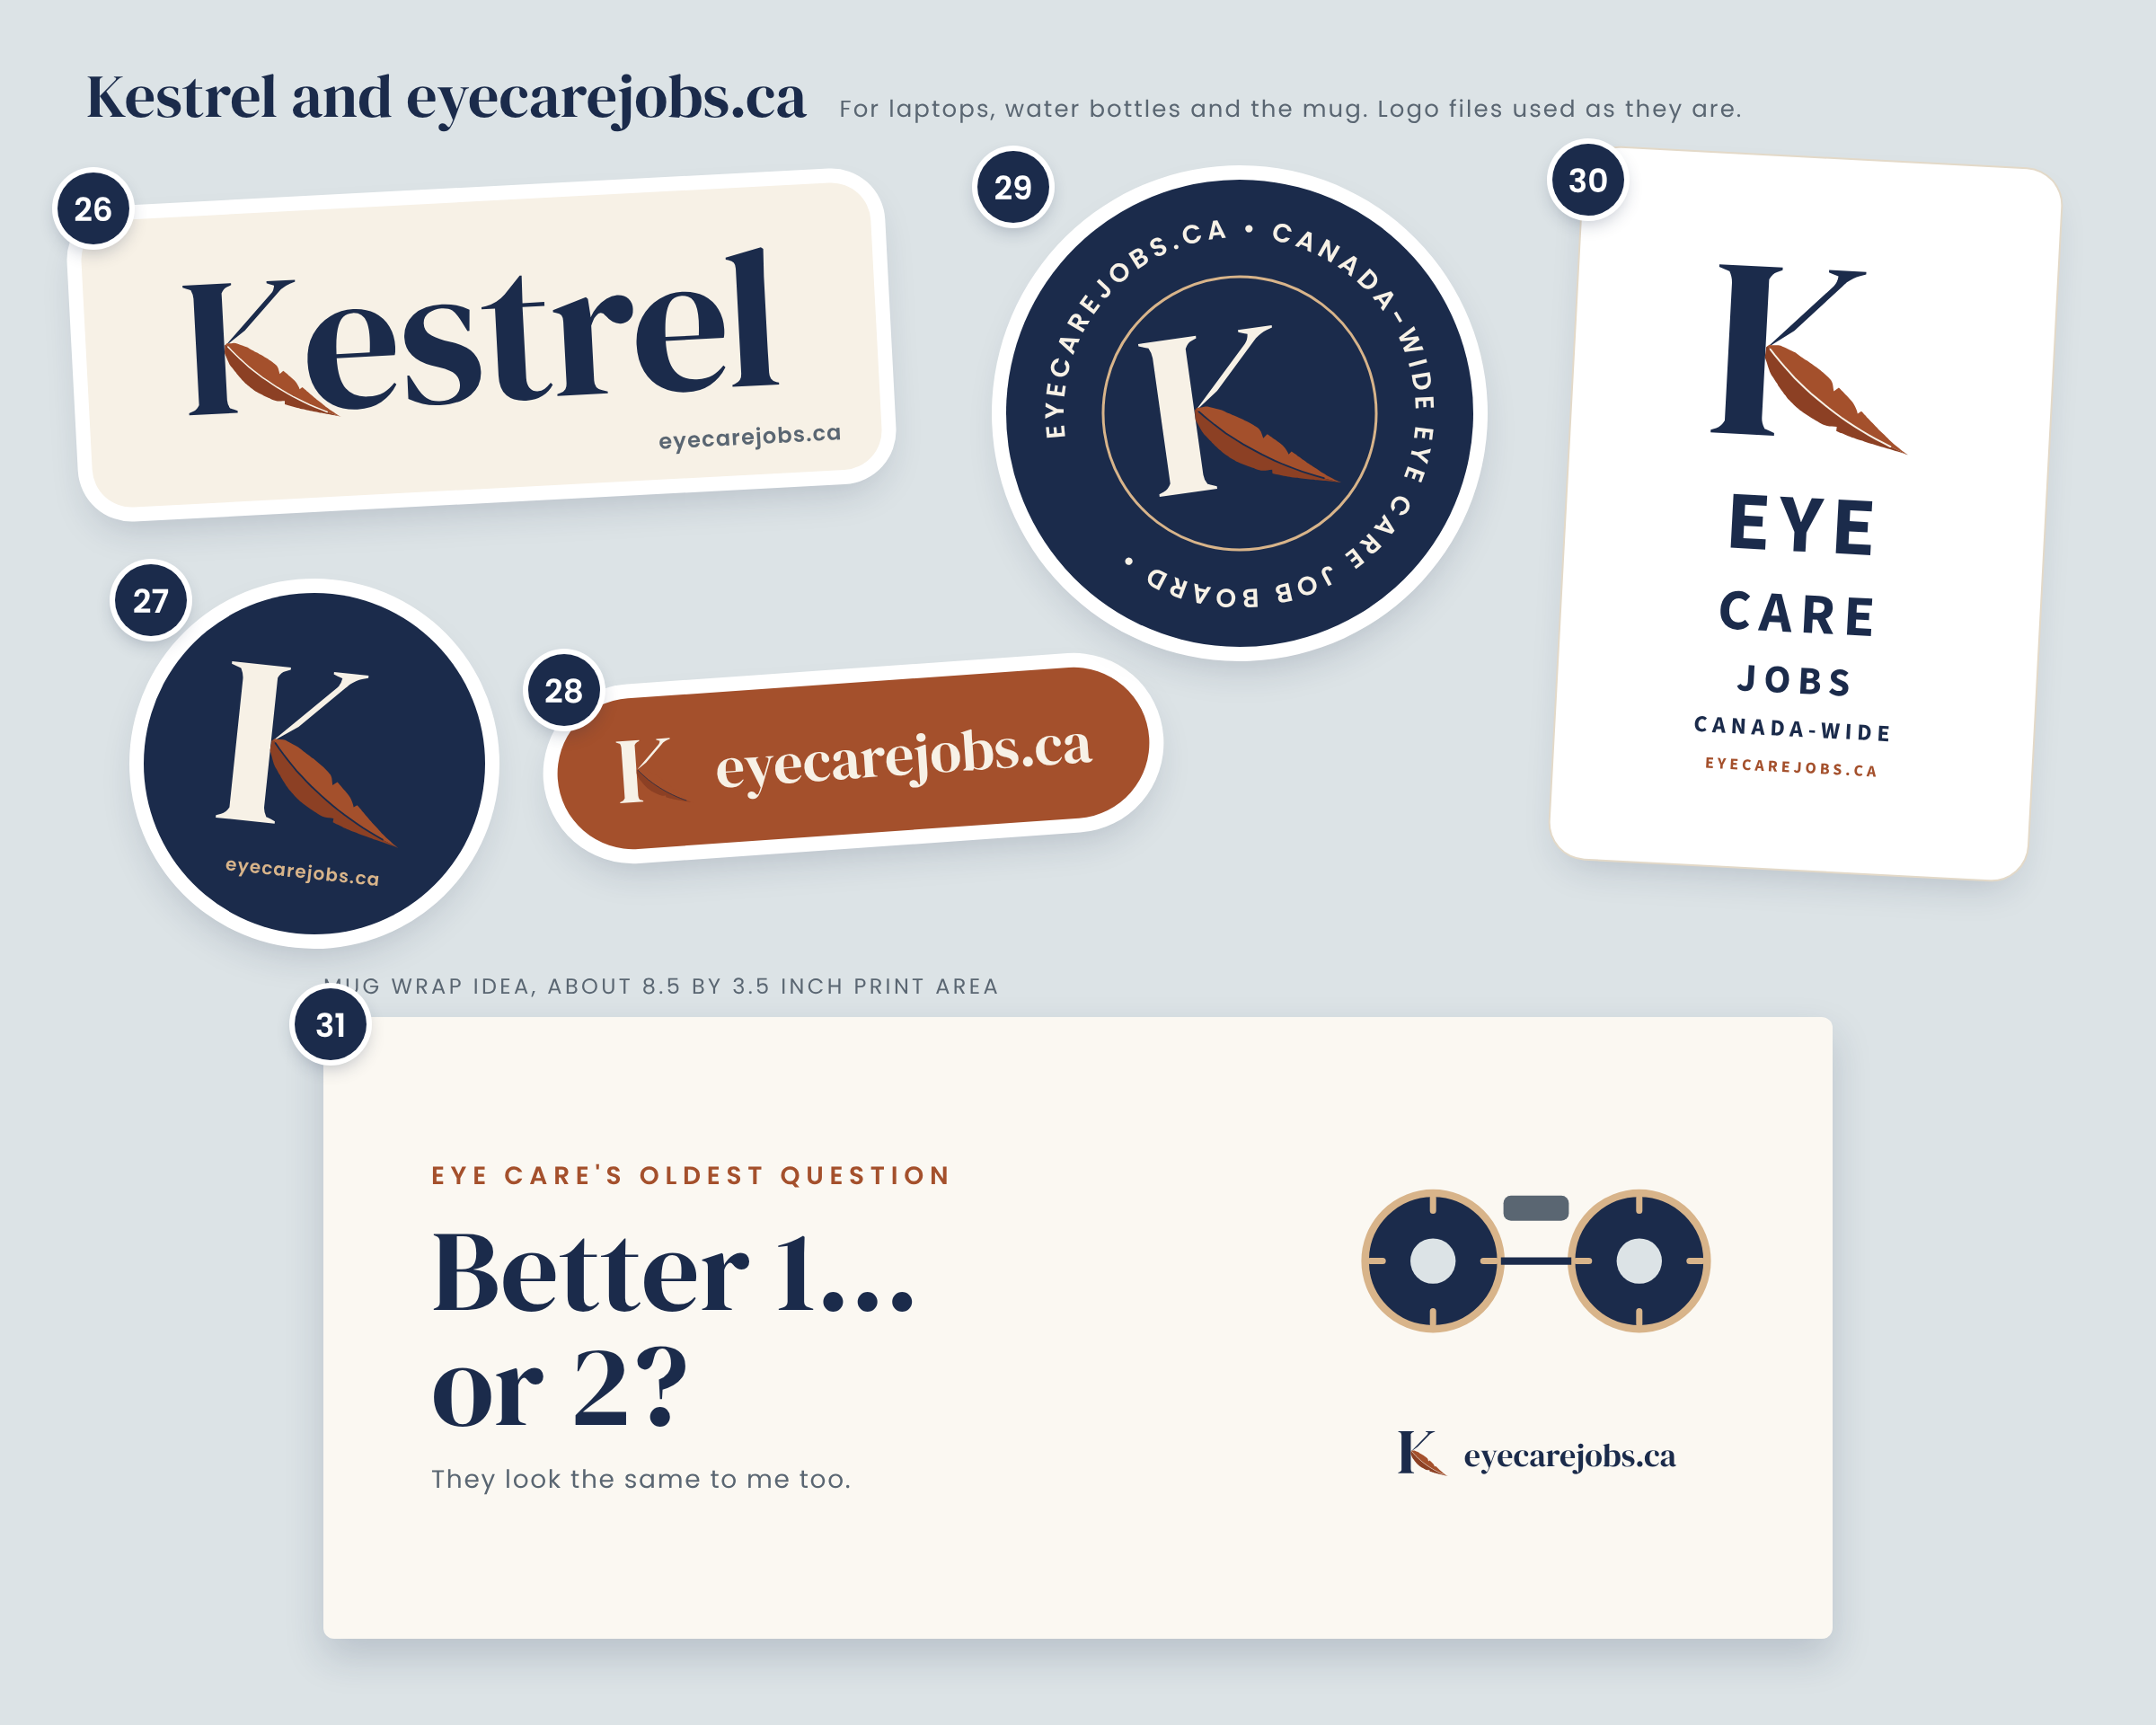 Kestrel and eyecarejobs.ca
For laptops, water bottles and the mug. Logo files used as they are.
26
Kestrel
eyecarejobs.ca
29
EYECAREJOBS.CA • CANADA-WIDE EYE CARE JOB BOARD •
K
30
K
EYE
CARE
JOBS
CANADA-WIDE
EYECAREJOBS.CA
27
K
eyecarejobs.ca
28
K eyecarejobs.ca
MUG WRAP IDEA, ABOUT 8.5 BY 3.5 INCH PRINT AREA
31
EYE CARE'S OLDEST QUESTION
Better 1...
or 2?
They look the same to me too.
K eyecarejobs.ca